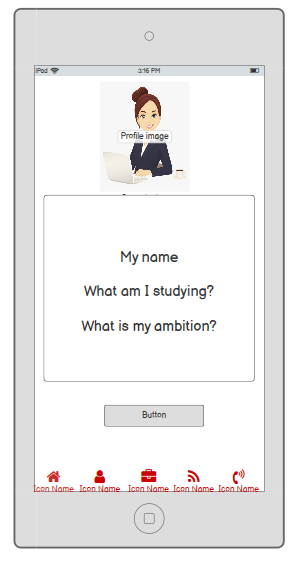 iPod 3:16 PM
Profile image
My name
What am I studying?
What is my ambition?
Button
Icon Name Icon Name Icon Name Icon Name Icon Name